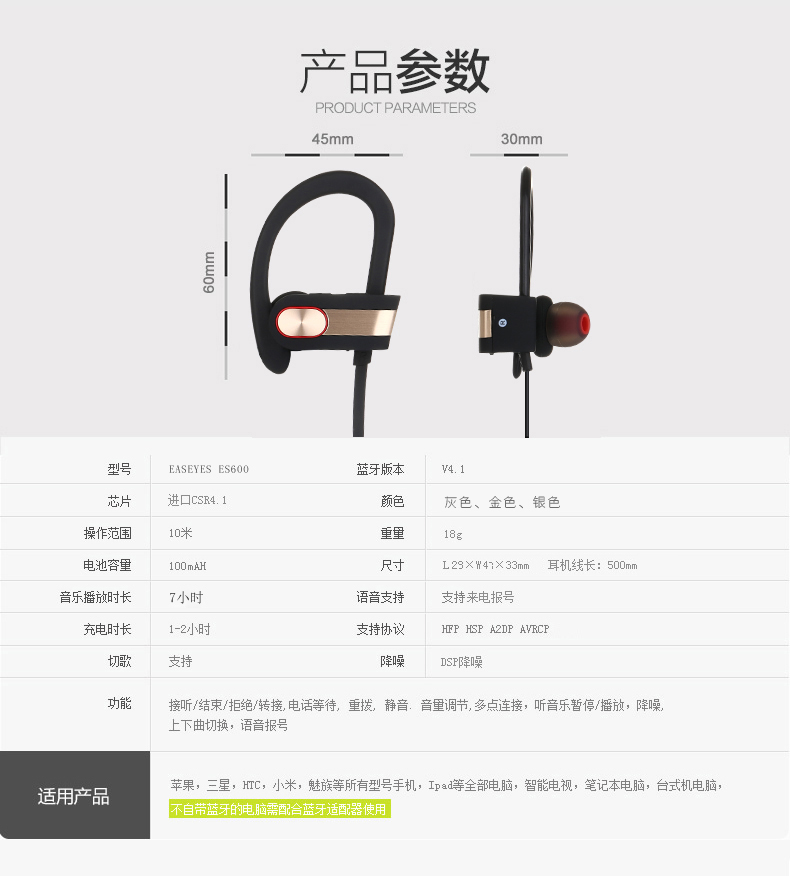 产品参数
PRODUCT PARAMETERS
45mm
30mm
60mm
型号 EASEYES ES600 蓝牙版本 V4.1
芯片 进口CSR4.1 颜色 灰色、金色、银色
操作范围 10米 重量 18g
电池容量 100mAH 尺寸 ×33mm 耳机线长：500mm
音乐播放时长 7小时 语音支持 支持来电报号
充电时长 1-2小时 支持协议 HFP HSP A2DP AVRCP
切歌 支持 降噪 DSP降噪
功能 接听/结束/拒绝/转接,电话等待, 重拨, 静音. 音量调节,多点连接，听音乐暂停/播放，降噪,
上下曲切换，语音报号
适用产品 苹果，三星，HTC，小米，魅族等所有型号手机，Ipad等全部电脑，智能电视，笔记本电脑，台式机电脑，
不自带蓝牙的电脑需配合蓝牙适配器使用